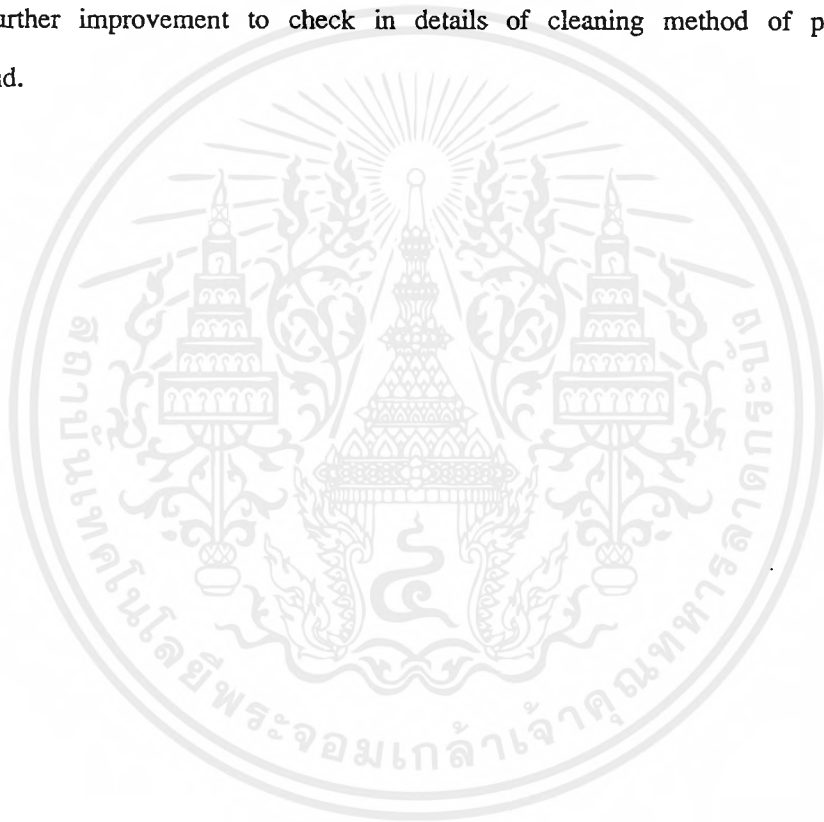 rther improvement to check in details of cleaning method of p
d.
สถาบันเทคโนโลยีพระจอมเกล้าเจ้าคุณทหารลาดกระบัง
๔